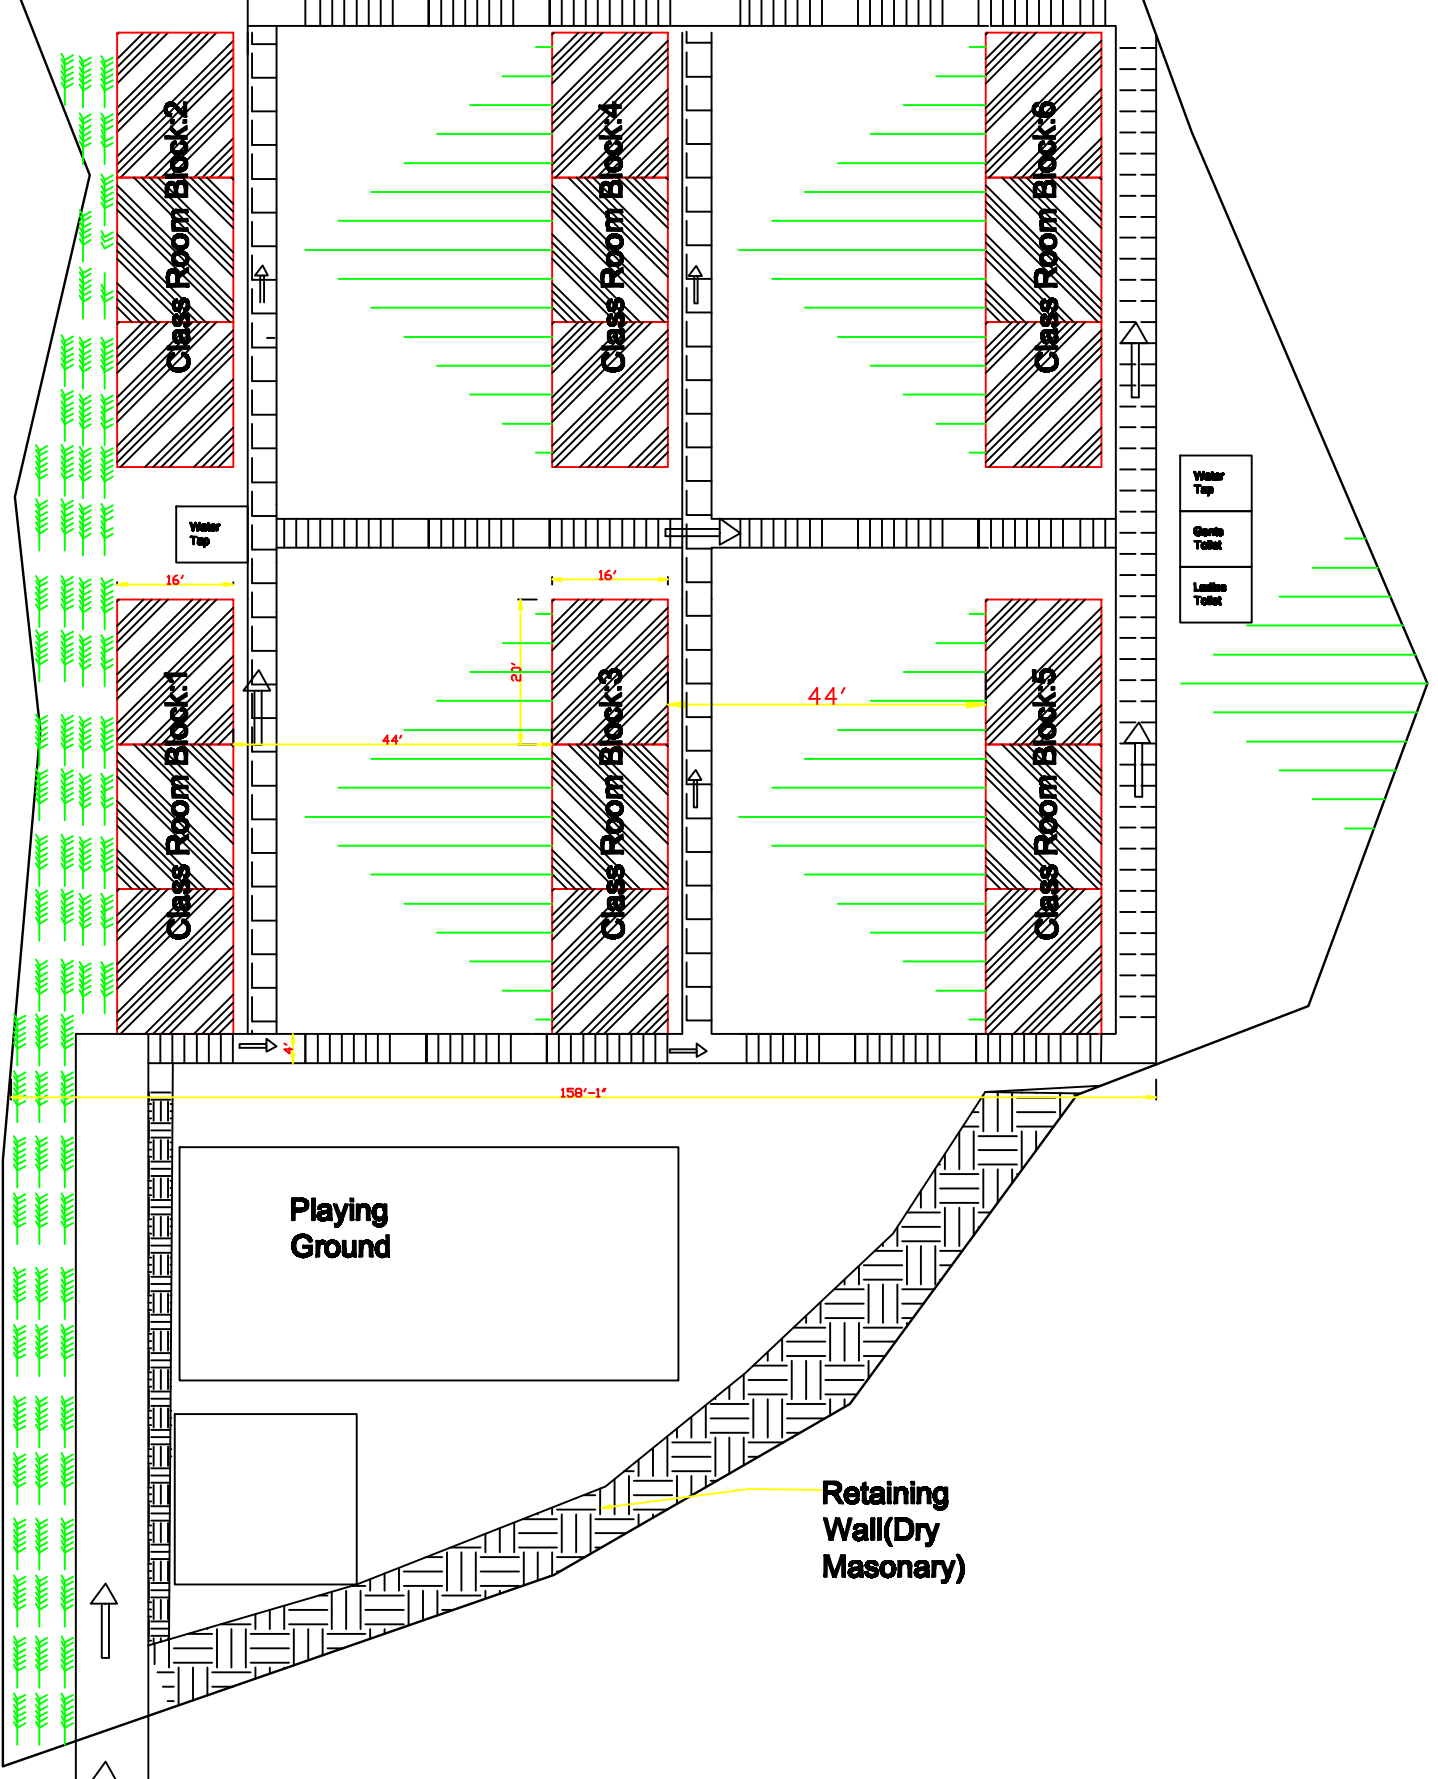 Class Room Block:2
Class Room Block:4
Class Room Block:6
Water
Tap
Water
Tap
Gents
Toilet
Ladies
Toilet
16'
16'
20'
44'
44'
Class Room Block:1
Class Room Block:3
Class Room Block:5
4'
158'-1"
Playing
Ground
Retaining
Wall(Dry
Masonary)